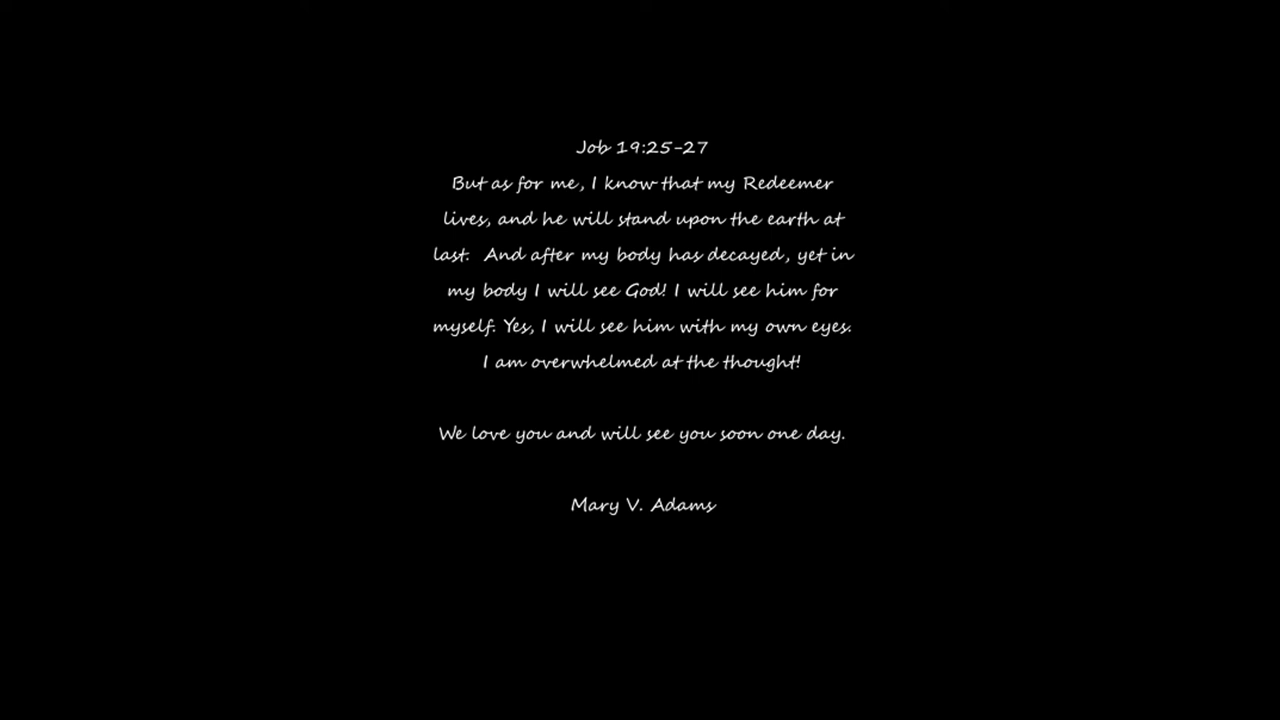 Job 19:25-27
But as for me, I know that my Redeemer
lives, and he will stand upon the earth at
last.  And after my body has decayed, yet in
my body I will see God! I will see him for
myself. Yes, I will see him with my own eyes.
I am overwhelmed at the thought!
We love you and will see you soon one day.
Mary V. Adams